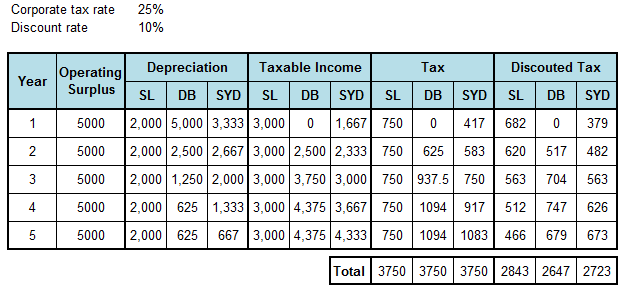 Corporate tax rate 25%
Discount rate 10%
Year Operating Surplus Depreciation Taxable Income Tax Discouted Tax
SL DB SYD SL DB SYD SL DB SYD SL DB SYD
1 5000 2,000 5,000 3,333 3,000 0 1,667 750 0 417 682 0 379
2 5000 2,000 2,500 2,667 3,000 2,500 2,333 750 625 583 620 517 482
3 5000 2,000 1,250 2,000 3,000 3,750 3,000 750 937.5 750 563 704 563
4 5000 2,000 625 1,333 3,000 4,375 3,667 750 1094 917 512 747 626
5 5000 2,000 625 667 3,000 4,375 4,333 750 1094 1083 466 679 673
Total 3750 3750 3750 2843 2647 2723